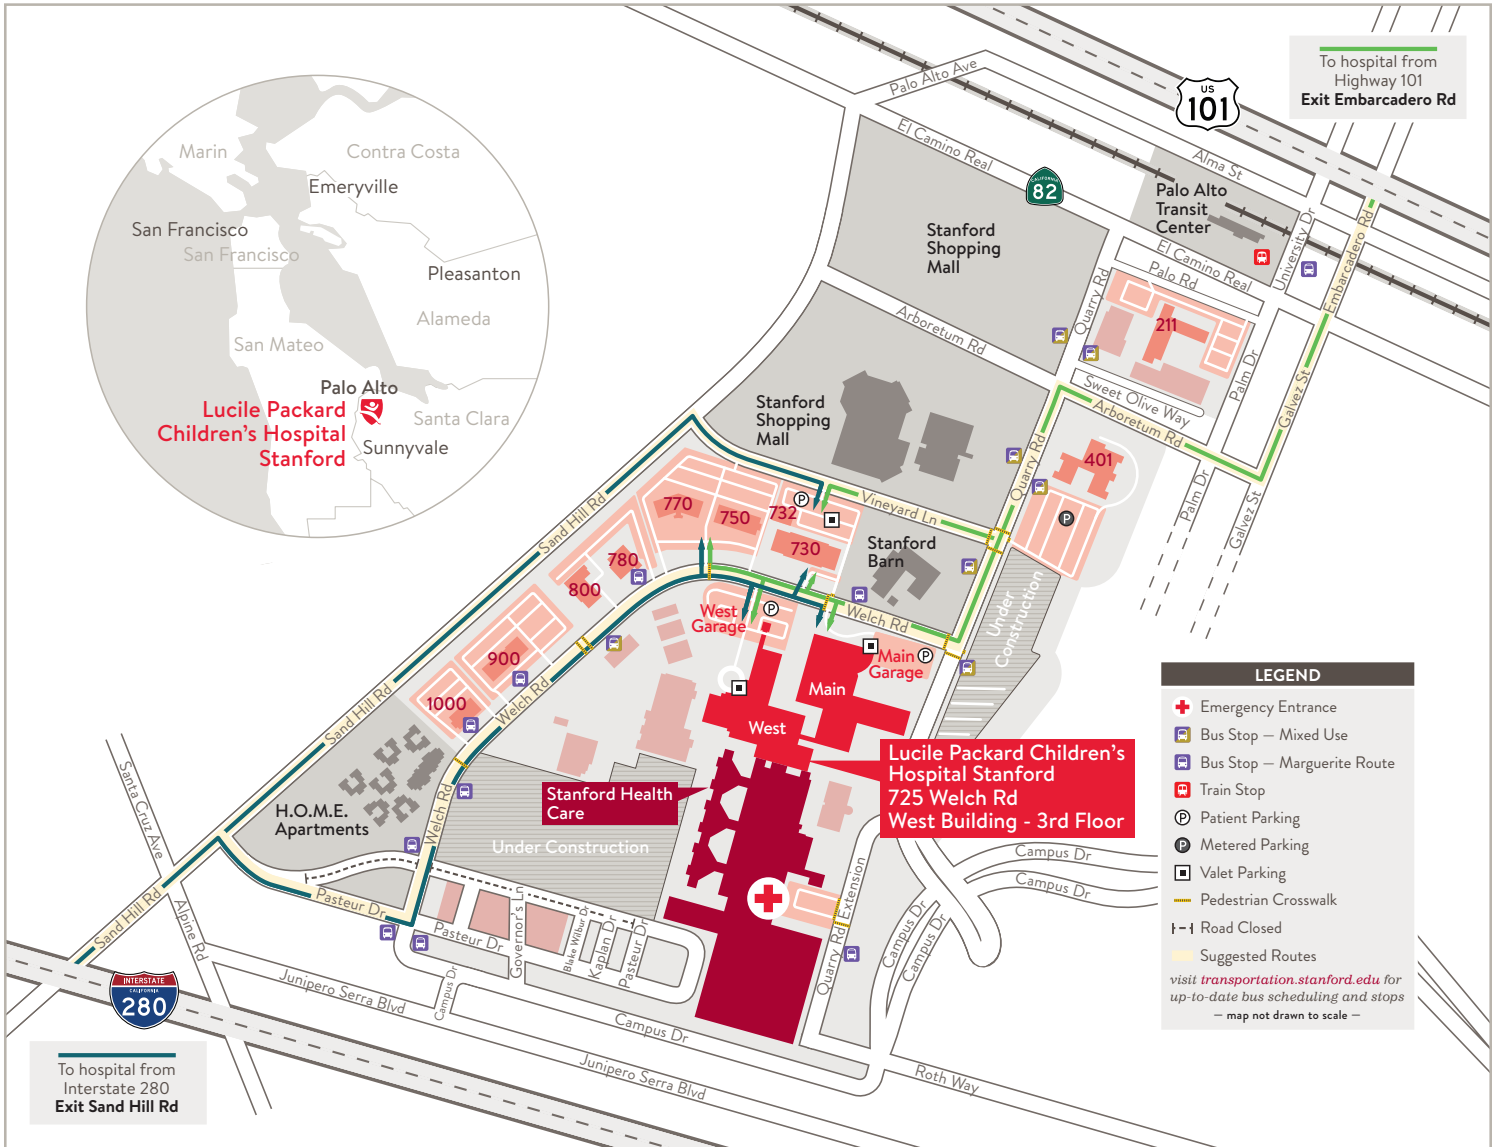 To hospital from
Highway 101
Exit Embarcadero Rd
US
101
Palo Alto Ave
El Camino Real
CALIFORNIA
82
Alma St
Palo Alto
Transit
Center
University Dr
Embarcadero Rd
El Camino Real
Palo Rd
Quarry Rd
211
Palm Dr
Galvez St
Sweet Olive Way
Arboretum Rd
Arboretum Rd
Stanford
Shopping
Mall
Stanford
Shopping
Mall
Marin
Contra Costa
Emeryville
San Francisco
San Francisco
Pleasanton
Alameda
San Mateo
Palo Alto
Lucile Packard
Children's Hospital
Stanford
Santa Clara
Sunnyvale
Quarry Rd
401
P
Palm Dr
Galvez St
Sand Hill Rd
770
750
732
P
730
Vineyard Ln
Stanford
Barn
780
800
900
1000
West
Garage
P
Welch Rd
Main
Garage
P
Under
Construction
Main
West
Welch Rd
Sand Hill Rd
Lucile Packard Children's
Hospital Stanford
725 Welch Rd
West Building - 3rd Floor
Stanford Health
Care
H.O.M.E.
Apartments
Welch Rd
Under Construction
Santa Cruz Ave
Sand Hill Rd
Alpine Rd
Pasteur Dr
Pasteur Dr
Governor's Ln
Blake Wilbur Dr
Kaplan Dr
Pasteur Dr
Campus Dr
Quarry Rd Extension
Campus Dr
Campus Dr
Campus Dr
Campus Dr
Junipero Serra Blvd
Campus Dr
Junipero Serra Blvd
Roth Way
INTERSTATE
CALIFORNIA
280
To hospital from
Interstate 280
Exit Sand Hill Rd
LEGEND
Emergency Entrance
Bus Stop — Mixed Use
Bus Stop — Marguerite Route
Train Stop
P Patient Parking
P Metered Parking
Valet Parking
Pedestrian Crosswalk
Road Closed
Suggested Routes
visit transportation.stanford.edu for
up-to-date bus scheduling and stops
— map not drawn to scale —